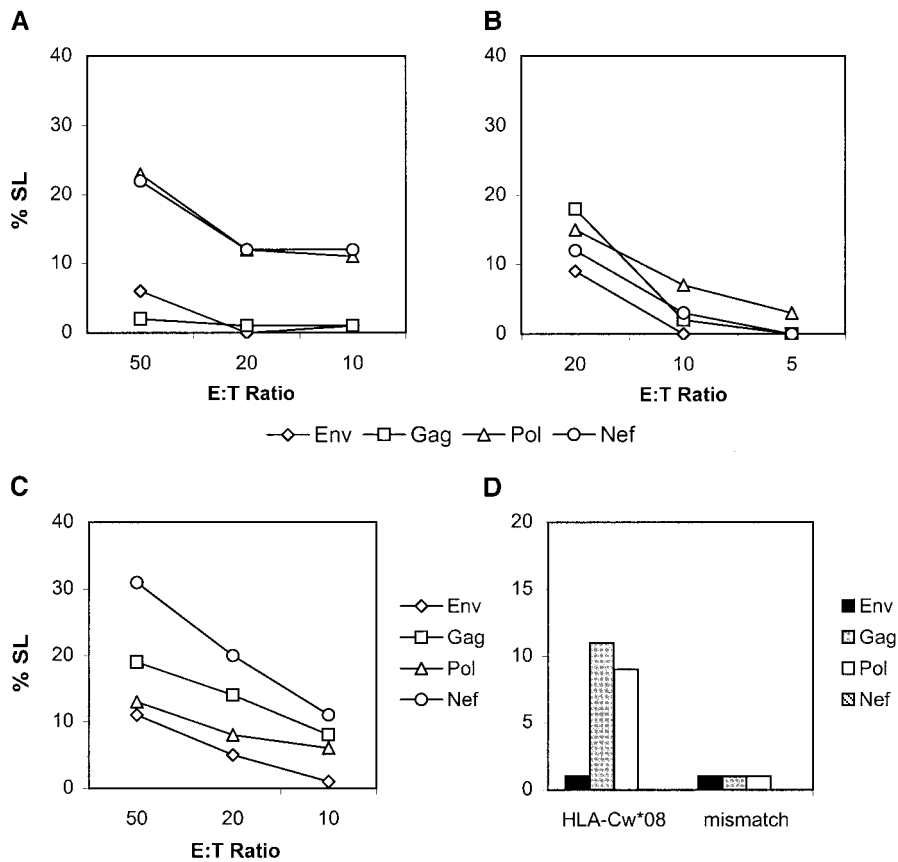 A
B
40
30
20
10
0
% SL
50 20 10
E:T Ratio
40
30
20
10
0
20 10 5
E:T Ratio
Env Gag Pol Nef
C
D
40
30
20
10
0
% SL
50 20 10
E:T Ratio
Env
Gag
Pol
Nef
20
15
10
5
0
HLA-Cw*08 mismatch
Env
Gag
Pol
Nef